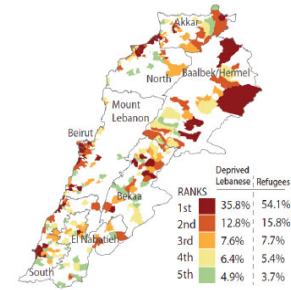 Akkar
North
Baalbek/Hermel
Mount
Lebanon
Beirut
Bekaa
El Nabatieh
South
Deprived
Lebanese Refugees
RANKS
1st 35.8% 54.1%
2nd 12.8% 15.8%
3rd 7.6% 7.7%
4th 6.4% 5.4%
5th 4.9% 3.7%